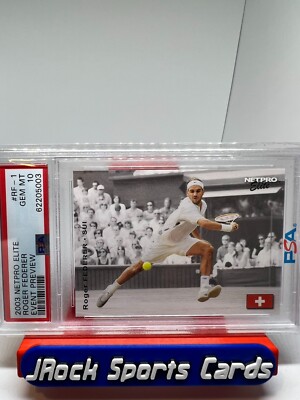 2003 NETPRO ELITE
ROGER FEDERER
EVENT PREVIEW
#RF-1
GEM MT
10
62205003
PSA
NETPRO
Elite
Roger FEDERER • SUI
PSA
JRock Sports Cards